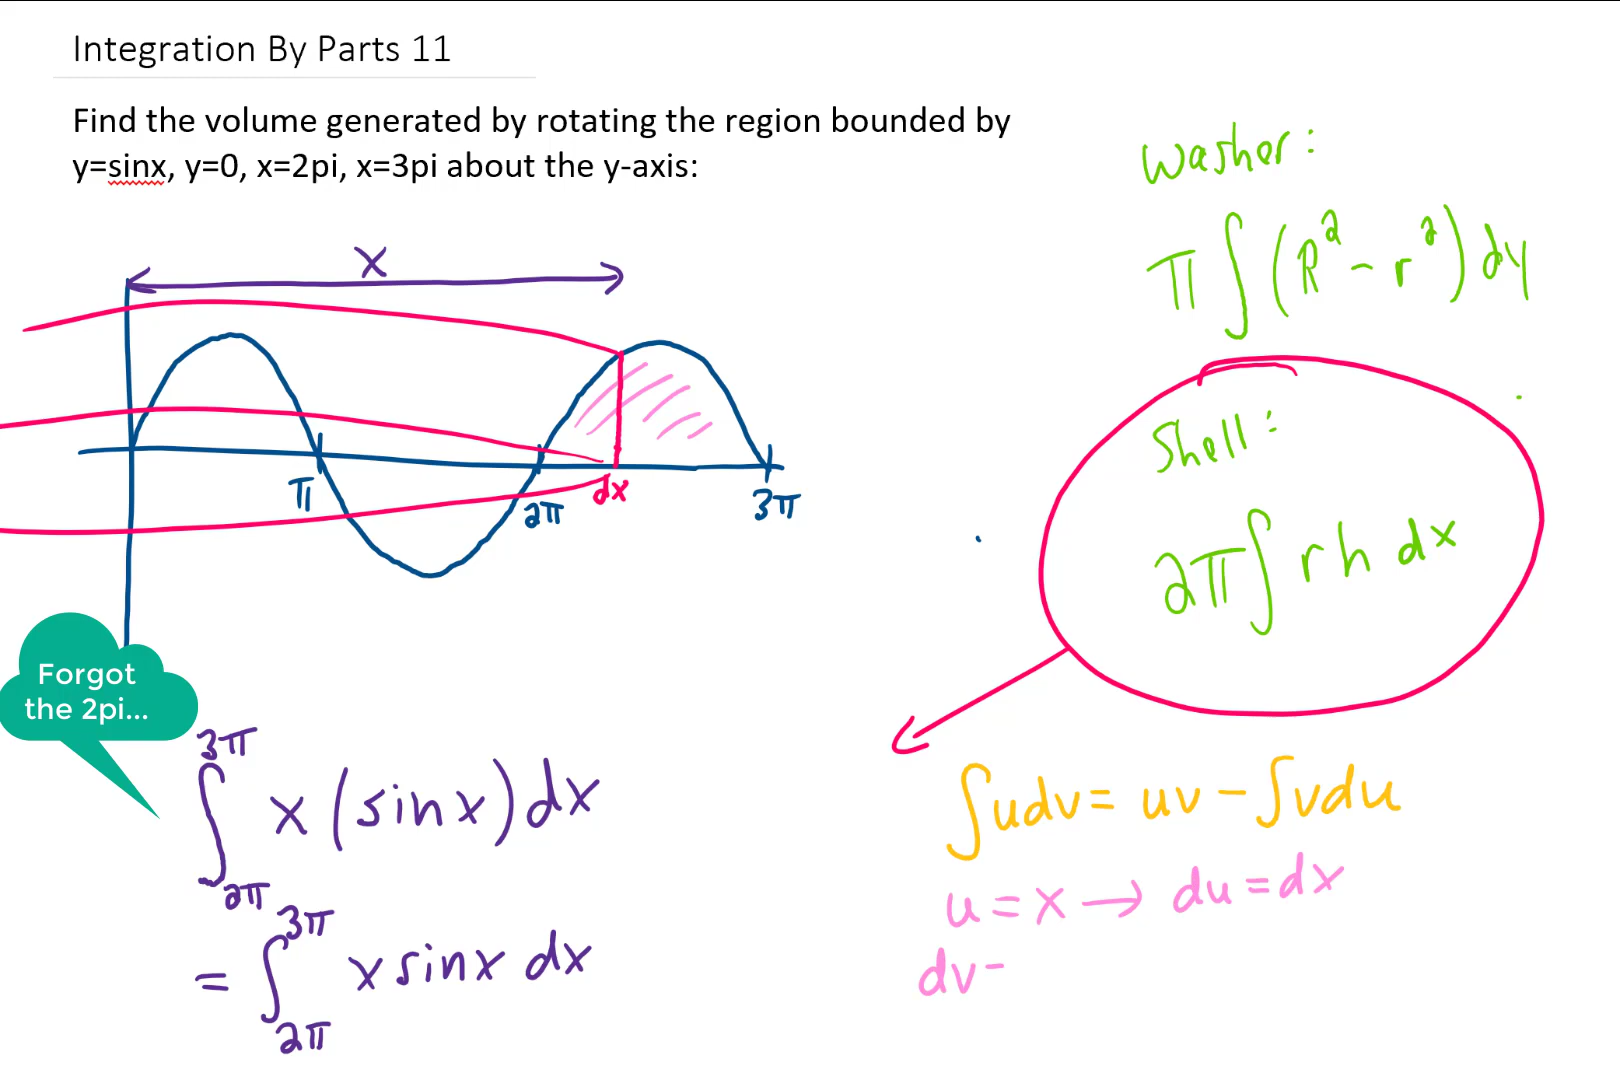 Integration By Parts 11
Find the volume generated by rotating the region bounded by
y=sinx, y=0, x=2pi, x=3pi about the y-axis:
washer:
π∫(R²-r²)dy
x
Shell:
2π∫rh dx
π
2π
dx
3π
Forgot
the 2pi...
∫_{2π}^{3π} x(sinx)dx
= ∫_{2π}^{3π} x sinx dx
∫udv= uv-∫vdu
u=x→ du=dx
dv-